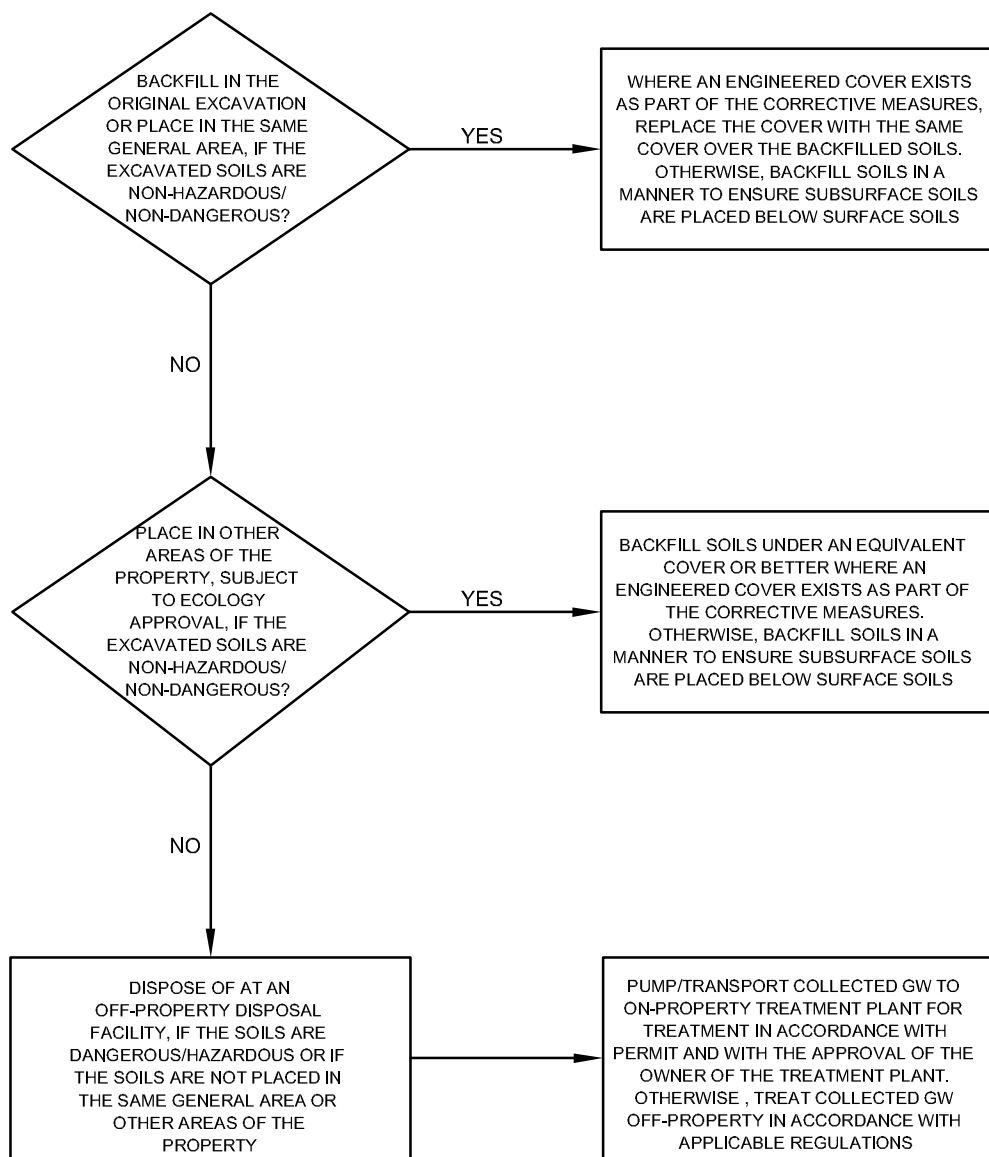 BACKFILL IN THE
ORIGINAL EXCAVATION
OR PLACE IN THE SAME
GENERAL AREA, IF THE
EXCAVATED SOILS ARE
NON-HAZARDOUS/
NON-DANGEROUS?
YES
WHERE AN ENGINEERED COVER EXISTS
AS PART OF THE CORRECTIVE MEASURES,
REPLACE THE COVER WITH THE SAME
COVER OVER THE BACKFILLED SOILS.
OTHERWISE, BACKFILL SOILS IN A
MANNER TO ENSURE SUBSURFACE SOILS
ARE PLACED BELOW SURFACE SOILS
NO
PLACE IN OTHER
AREAS OF THE
PROPERTY, SUBJECT
TO ECOLOGY
APPROVAL, IF THE
EXCAVATED SOILS ARE
NON-HAZARDOUS/
NON-DANGEROUS?
YES
BACKFILL SOILS UNDER AN EQUIVALENT
COVER OR BETTER WHERE AN
ENGINEERED COVER EXISTS AS PART OF
THE CORRECTIVE MEASURES.
OTHERWISE, BACKFILL SOILS IN A
MANNER TO ENSURE SUBSURFACE SOILS
ARE PLACED BELOW SURFACE SOILS
NO
DISPOSE OF AT AN
OFF-PROPERTY DISPOSAL
FACILITY, IF THE SOILS ARE
DANGEROUS/HAZARDOUS OR IF
THE SOILS ARE NOT PLACED IN
THE SAME GENERAL AREA OR
OTHER AREAS OF THE
PROPERTY
PUMP/TRANSPORT COLLECTED GW TO
ON-PROPERTY TREATMENT PLANT FOR
TREATMENT IN ACCORDANCE WITH
PERMIT AND WITH THE APPROVAL OF THE
OWNER OF THE TREATMENT PLANT.
OTHERWISE , TREAT COLLECTED GW
OFF-PROPERTY IN ACCORDANCE WITH
APPLICABLE REGULATIONS